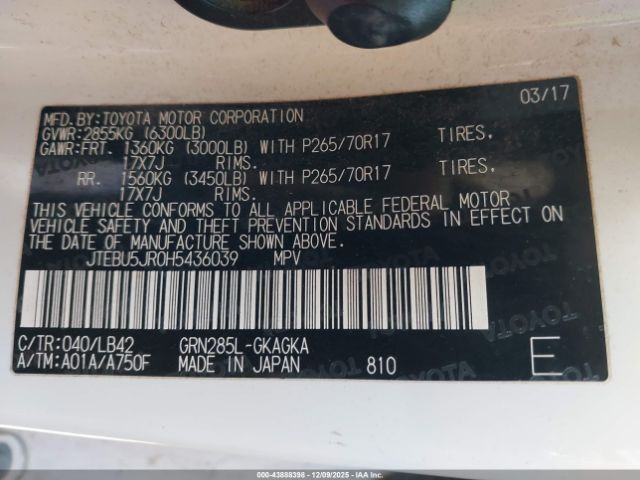 MFD.BY:TOYOTA MOTOR CORPORATION 03/17
GVWR:2855KG (6300LB)
GAWR:FRT. 1360KG (3000LB) WITH P265/70R17 TIRES,
17X7J RIMS.
RR. 1560KG (3450LB) WITH P265/70R17 TIRES,
17X7J RIMS.
THIS VEHICLE CONFORMS TO ALL APPLICABLE FEDERAL MOTOR
VEHICLE SAFETY AND THEFT PREVENTION STANDARDS IN EFFECT ON
THE DATE OF MANUFACTURE SHOWN ABOVE.
JTEBU5JR0H5436039 MPV
C/TR:040/LB42 GRN285L-GKAGKA
A/TM:A01A/A750F MADE IN JAPAN 810 E
000-43888398 - 12/09/2025 - IAA Inc.